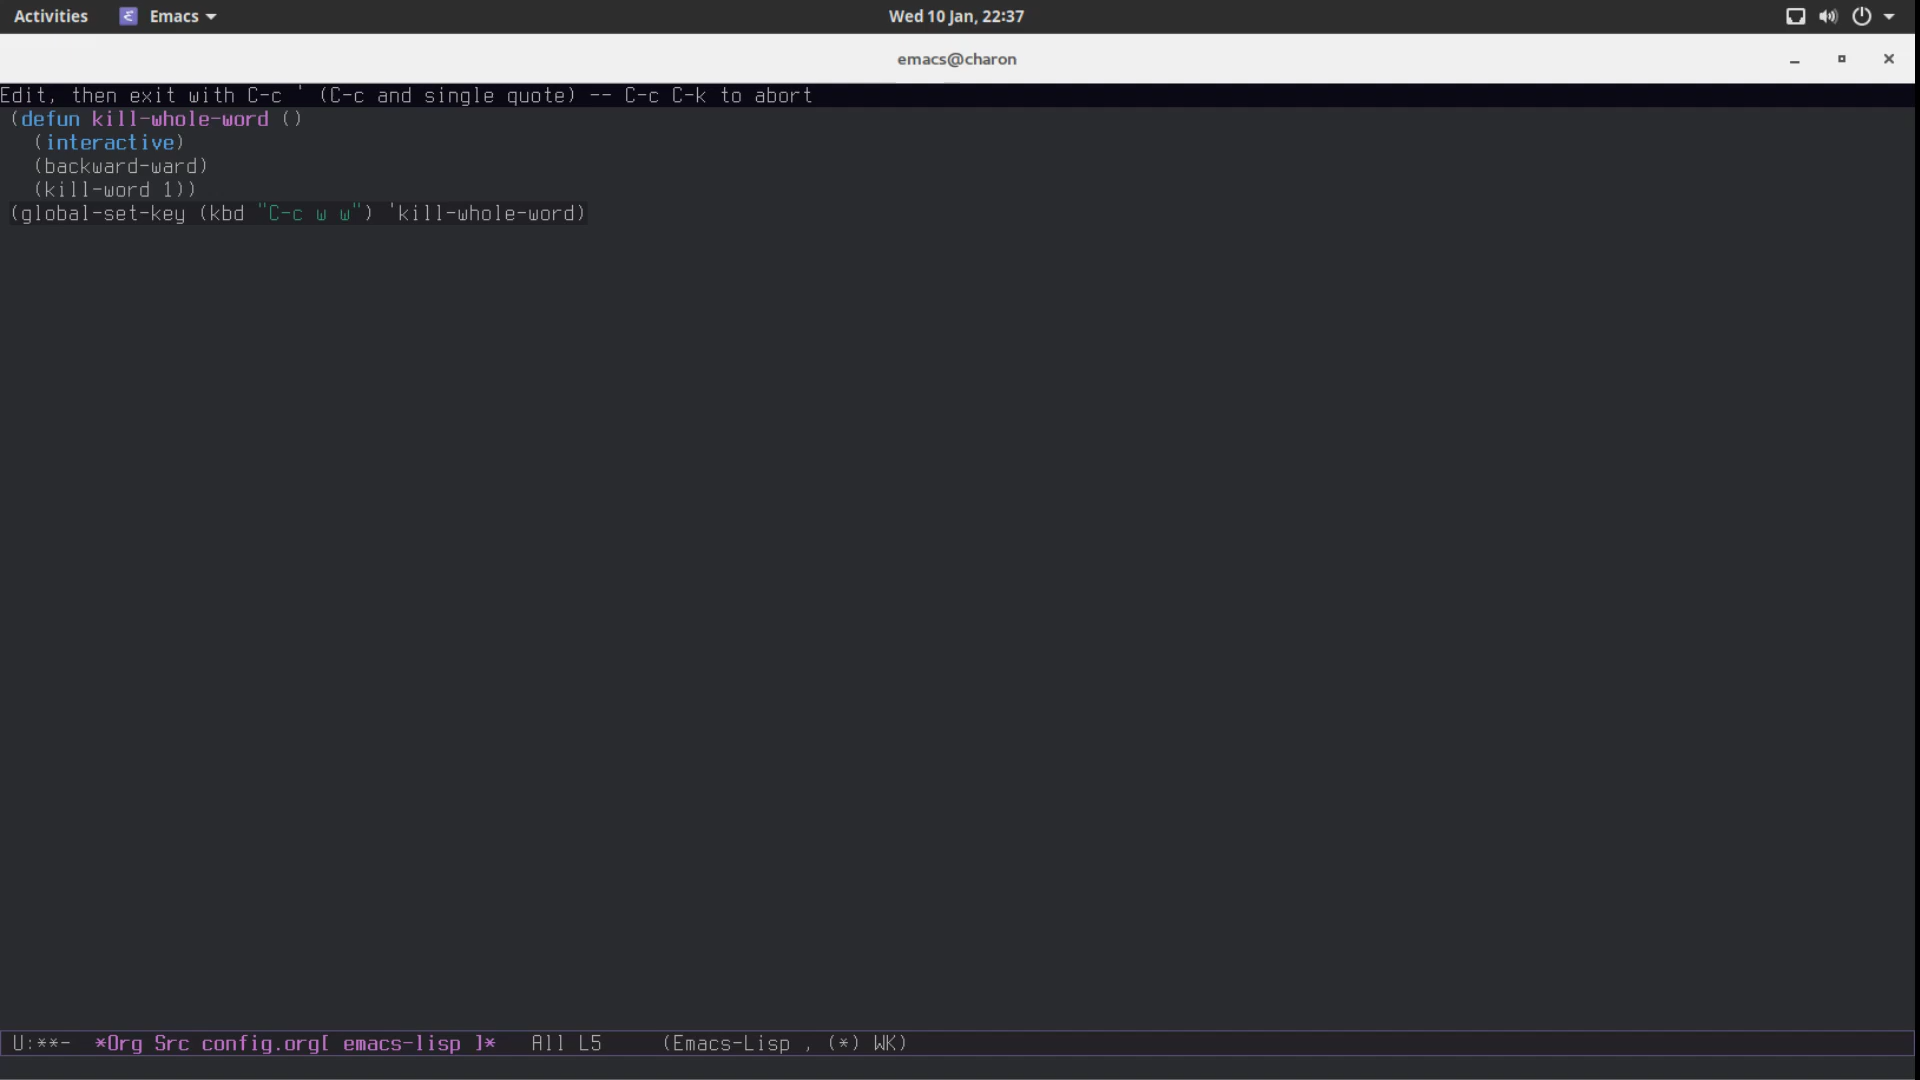 Activities Emacs Wed 10 Jan, 22:37
emacs@charon
Edit, then exit with C-c ' (C-c and single quote) -- C-c C-k to abort
(defun kill-whole-word ()
  (interactive)
  (backward-ward)
  (kill-word 1))
(global-set-key (kbd "C-c w w") 'kill-whole-word)
U:**-  *Org Src config.org[ emacs-lisp ]*   All L5     (Emacs-Lisp , (*) WK)